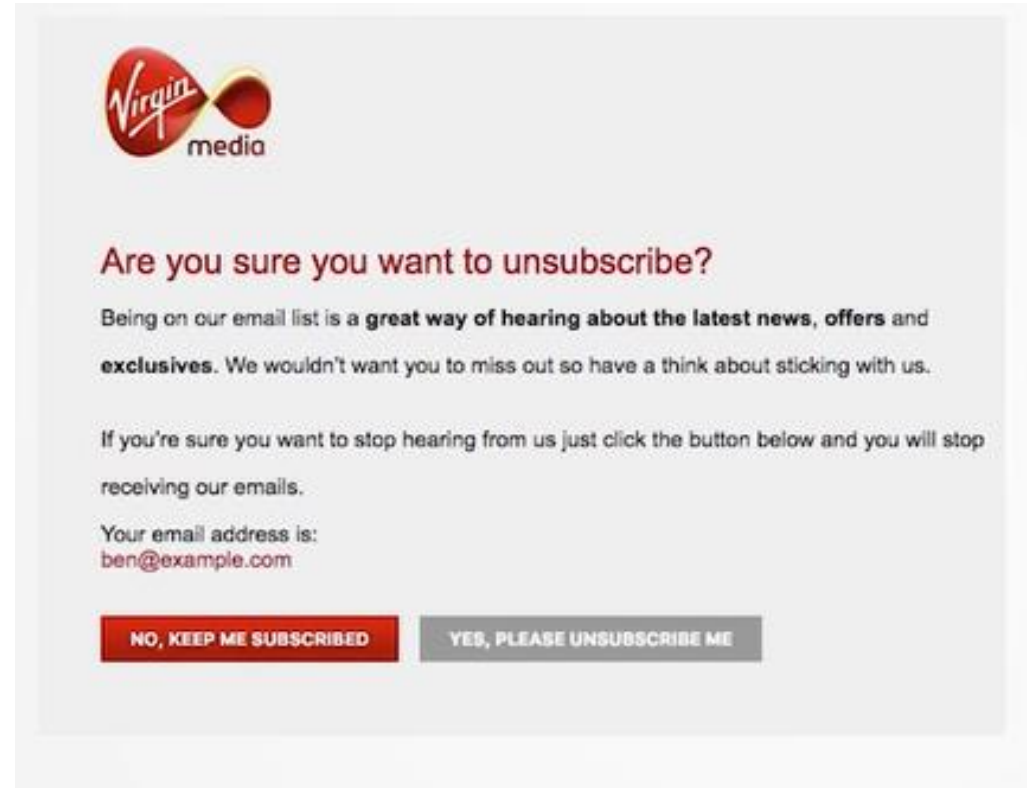 Virgin
media
Are you sure you want to unsubscribe?
Being on our email list is a great way of hearing about the latest news, offers and
exclusives. We wouldn't want you to miss out so have a think about sticking with us.
If you're sure you want to stop hearing from us just click the button below and you will stop
receiving our emails.
Your email address is:
ben@example.com
NO, KEEP ME SUBSCRIBED
YES, PLEASE UNSUBSCRIBE ME